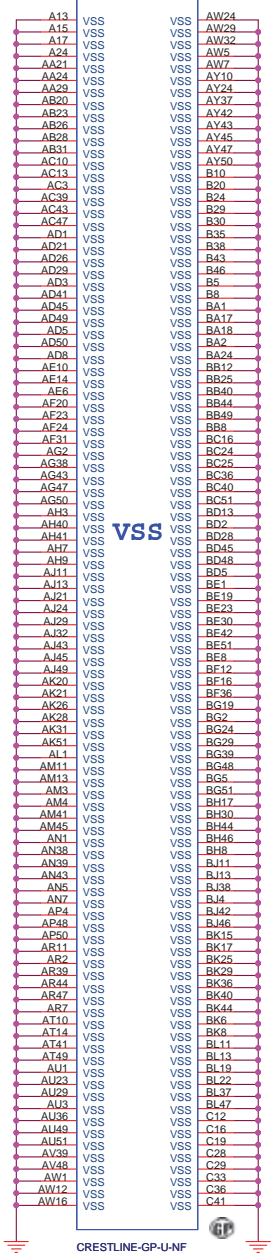 A13 VSS VSS AW24
A15 VSS VSS AW29
A17 VSS VSS AW32
A24 VSS VSS AW5
AA21 VSS VSS AW7
AA24 VSS VSS AY10
AA29 VSS VSS AY24
AB20 VSS VSS AY37
AB23 VSS VSS AY42
AB26 VSS VSS AY43
AB28 VSS VSS AY45
AB31 VSS VSS AY47
AC10 VSS VSS AY50
AC13 VSS VSS B10
AC3 VSS VSS B20
AC39 VSS VSS B24
AC43 VSS VSS B29
AC47 VSS VSS B30
AD1 VSS VSS B35
AD21 VSS VSS B38
AD26 VSS VSS B43
AD29 VSS VSS B46
AD3 VSS VSS B5
AD41 VSS VSS B8
AD45 VSS VSS BA1
AD49 VSS VSS BA17
AD5 VSS VSS BA18
AD50 VSS VSS BA2
AD8 VSS VSS BA24
AE10 VSS VSS BB12
AE14 VSS VSS BB25
AE6 VSS VSS BB40
AF20 VSS VSS BB44
AF23 VSS VSS BB49
AF24 VSS VSS BB8
AF31 VSS VSS BC16
AG2 VSS VSS BC24
AG38 VSS VSS BC25
AG43 VSS VSS BC36
AG47 VSS VSS BC40
AG50 VSS VSS BC51
AH3 VSS VSS BD13
AH40 VSS VSS BD2
VSS
AH41 VSS VSS BD28
AH7 VSS VSS BD45
AH9 VSS VSS BD48
AJ11 VSS VSS BD5
AJ13 VSS VSS BE1
AJ21 VSS VSS BE19
AJ24 VSS VSS BE23
AJ29 VSS VSS BE30
AJ32 VSS VSS BE42
AJ43 VSS VSS BE51
AJ45 VSS VSS BE8
AJ49 VSS VSS BF12
AK20 VSS VSS BF16
AK21 VSS VSS BF36
AK26 VSS VSS BG19
AK28 VSS VSS BG2
AK31 VSS VSS BG24
AK51 VSS VSS BG29
AL1 VSS VSS BG39
AM11 VSS VSS BG48
AM13 VSS VSS BG5
AM3 VSS VSS BG51
AM4 VSS VSS BH17
AM41 VSS VSS BH30
AM45 VSS VSS BH44
AN1 VSS VSS BH46
AN38 VSS VSS BH8
AN39 VSS VSS BJ11
AN43 VSS VSS BJ13
AN5 VSS VSS BJ38
AN7 VSS VSS BJ4
AP4 VSS VSS BJ42
AP48 VSS VSS BJ46
AP50 VSS VSS BK15
AR11 VSS VSS BK17
AR2 VSS VSS BK25
AR39 VSS VSS BK29
AR44 VSS VSS BK36
AR47 VSS VSS BK40
AR7 VSS VSS BK44
AT10 VSS VSS BK6
AT14 VSS VSS BK8
AT41 VSS VSS BL11
AT49 VSS VSS BL13
AU1 VSS VSS BL19
AU23 VSS VSS BL22
AU29 VSS VSS BL37
AU3 VSS VSS BL47
AU36 VSS VSS C12
AU49 VSS VSS C16
AU51 VSS VSS C19
AV39 VSS VSS C28
AV48 VSS VSS C29
AW1 VSS VSS C33
AW12 VSS VSS C36
AW16 VSS VSS C41
CRESTLINE-GP-U-NF